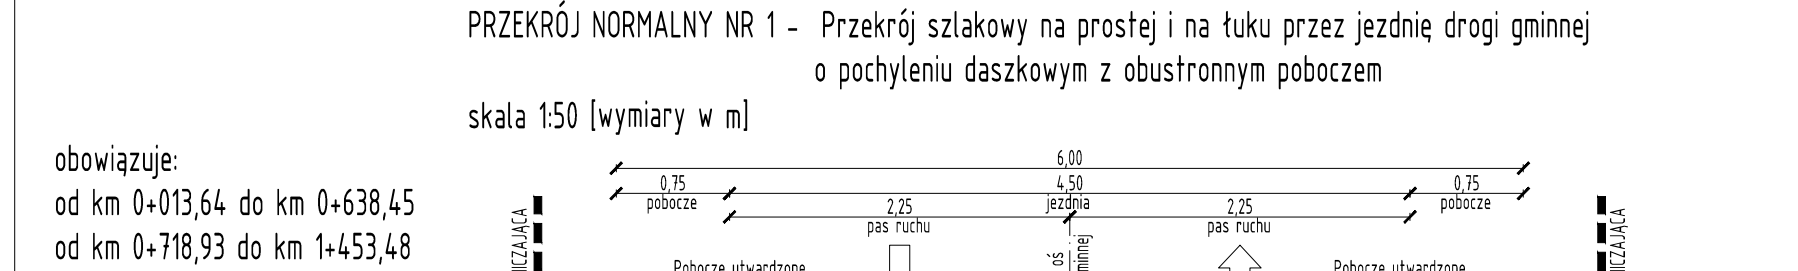 PRZEKRÓJ NORMALNY NR 1 - Przekrój szlakowy na prostej i na łuku przez jezdnię drogi gminnej
o pochyleniu daszkowym z obustronnym poboczem
skala 1:50 [wymiary w m]
obowiązuje:
od km 0+013,64 do km 0+638,45
od km 0+718,93 do km 1+453,48
6,00
0,75
4,50
0,75
pobocze
jezdnia
pobocze
2,25
2,25
pas ruchu
pas ruchu
oś
Pobocze utwardzone
Pobocze utwardzone